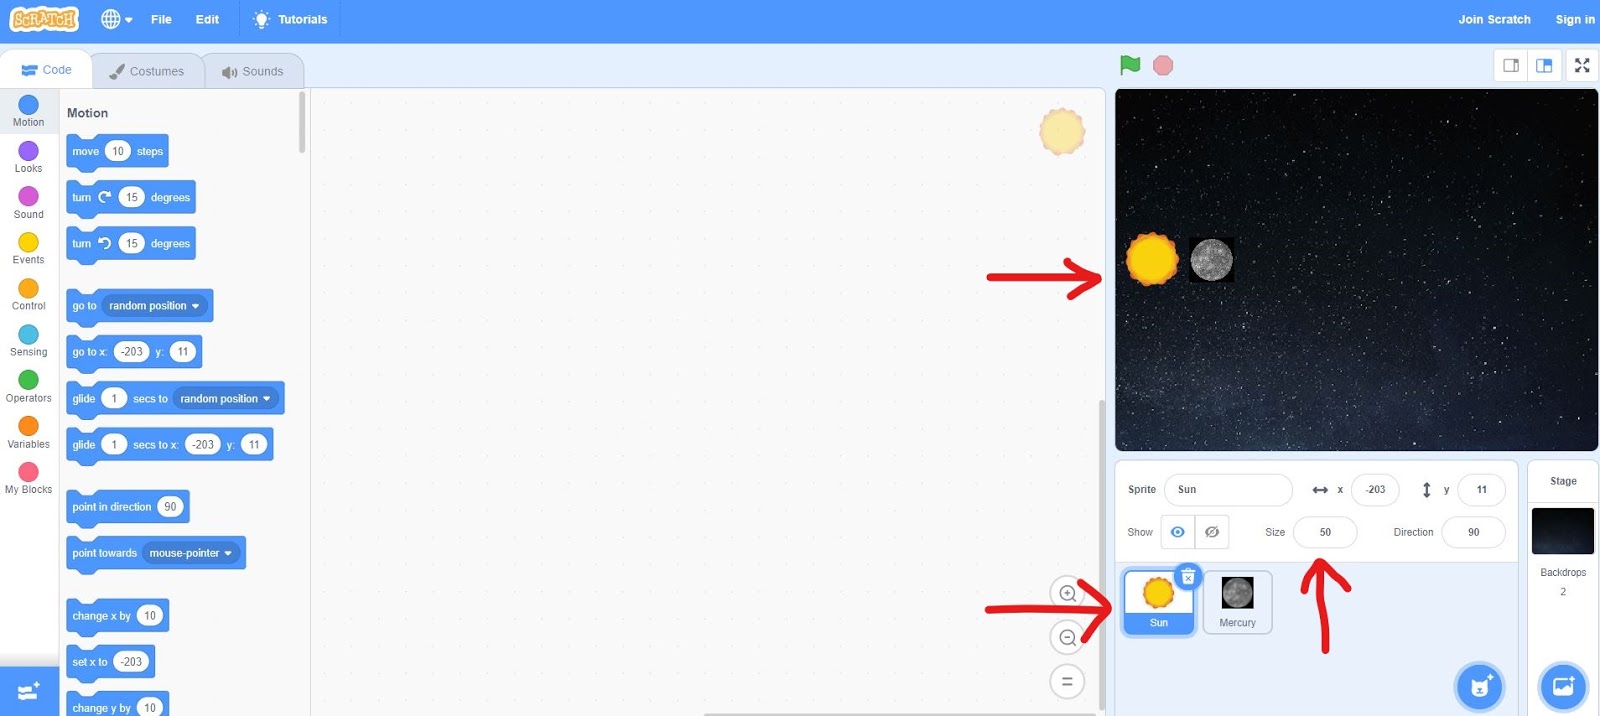 SCRATCH File Edit Tutorials Join Scratch Sign in
Code Costumes Sounds
Motion
Looks
Sound
Events
Control
Sensing
Operators
Variables
My Blocks
Motion
move 10 steps
turn 15 degrees
turn 15 degrees
go to random position
go to x: -203 y: 11
glide 1 secs to random position
glide 1 secs to x: -203 y: 11
point in direction 90
point towards mouse-pointer
change x by 10
set x to -203
change y by 10
Sprite Sun x -203 y 11
Show Size 50 Direction 90
Sun Mercury
Stage
Backdrops
2